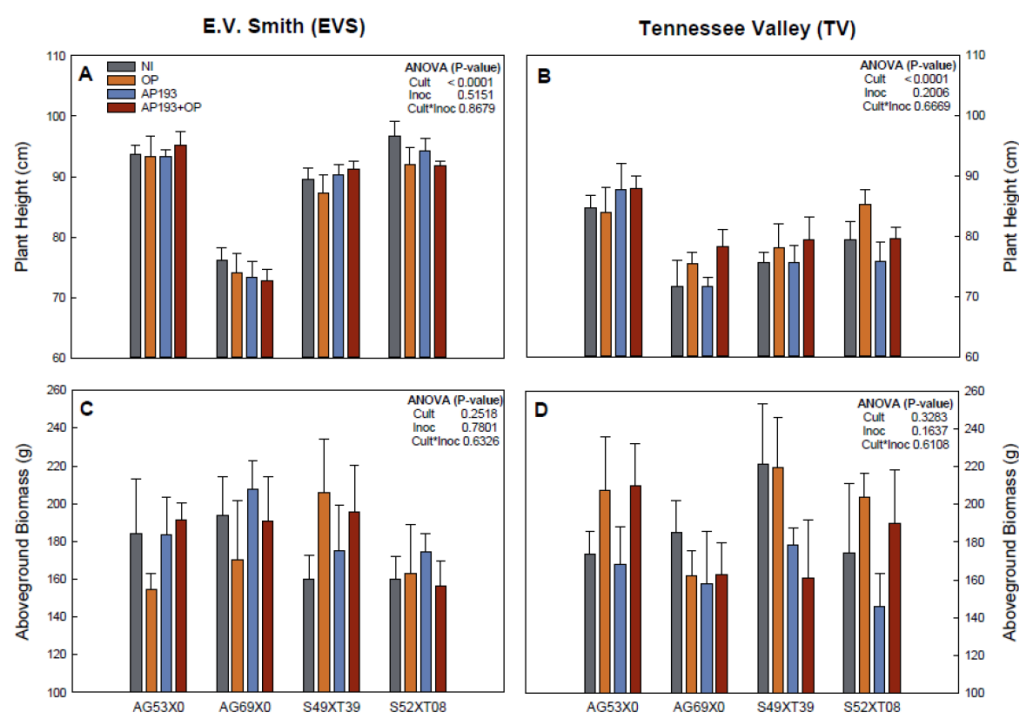 E.V. Smith (EVS)
Tennessee Valley (TV)
A
NI
OP
AP193
AP193+OP
ANOVA (P-value)
Cult < 0.0001
Inoc 0.5151
Cult*Inoc 0.8679
Plant Height (cm)
110
100
90
80
70
60
B
ANOVA (P-value)
Cult < 0.0001
Inoc 0.2006
Cult*Inoc 0.6669
110
100
90
80
70
60
Plant Height (cm)
C
ANOVA (P-value)
Cult 0.2518
Inoc 0.7801
Cult*Inoc 0.6326
Aboveground Biomass (g)
260
240
220
200
180
160
140
120
100
AG53X0 AG69X0 S49XT39 S52XT08
D
ANOVA (P-value)
Cult 0.3283
Inoc 0.1637
Cult*Inoc 0.6108
260
240
220
200
180
160
140
120
100
Aboveground Biomass (g)
AG53X0 AG69X0 S49XT39 S52XT08